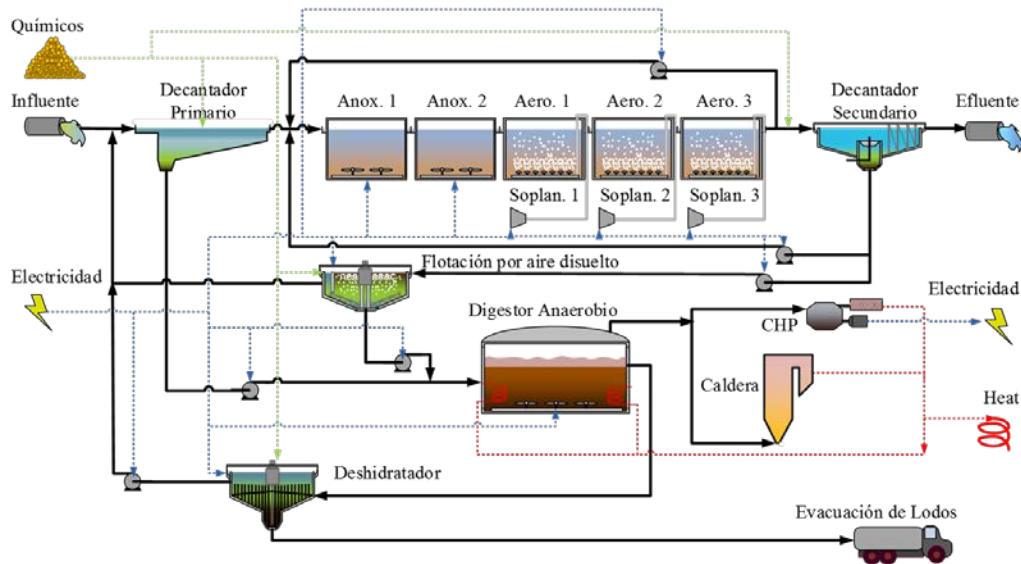 Químicos
Influente
Decantador
Primario
Anox. 1
Anox. 2
Aero. 1
Aero. 2
Aero. 3
Decantador
Secundario
Efluente
Soplan. 1
Soplan. 2
Soplan. 3
Flotación por aire disuelto
Electricidad
Digestor Anaerobio
CHP
Electricidad
Caldera
Heat
Deshidratador
Evacuación de Lodos